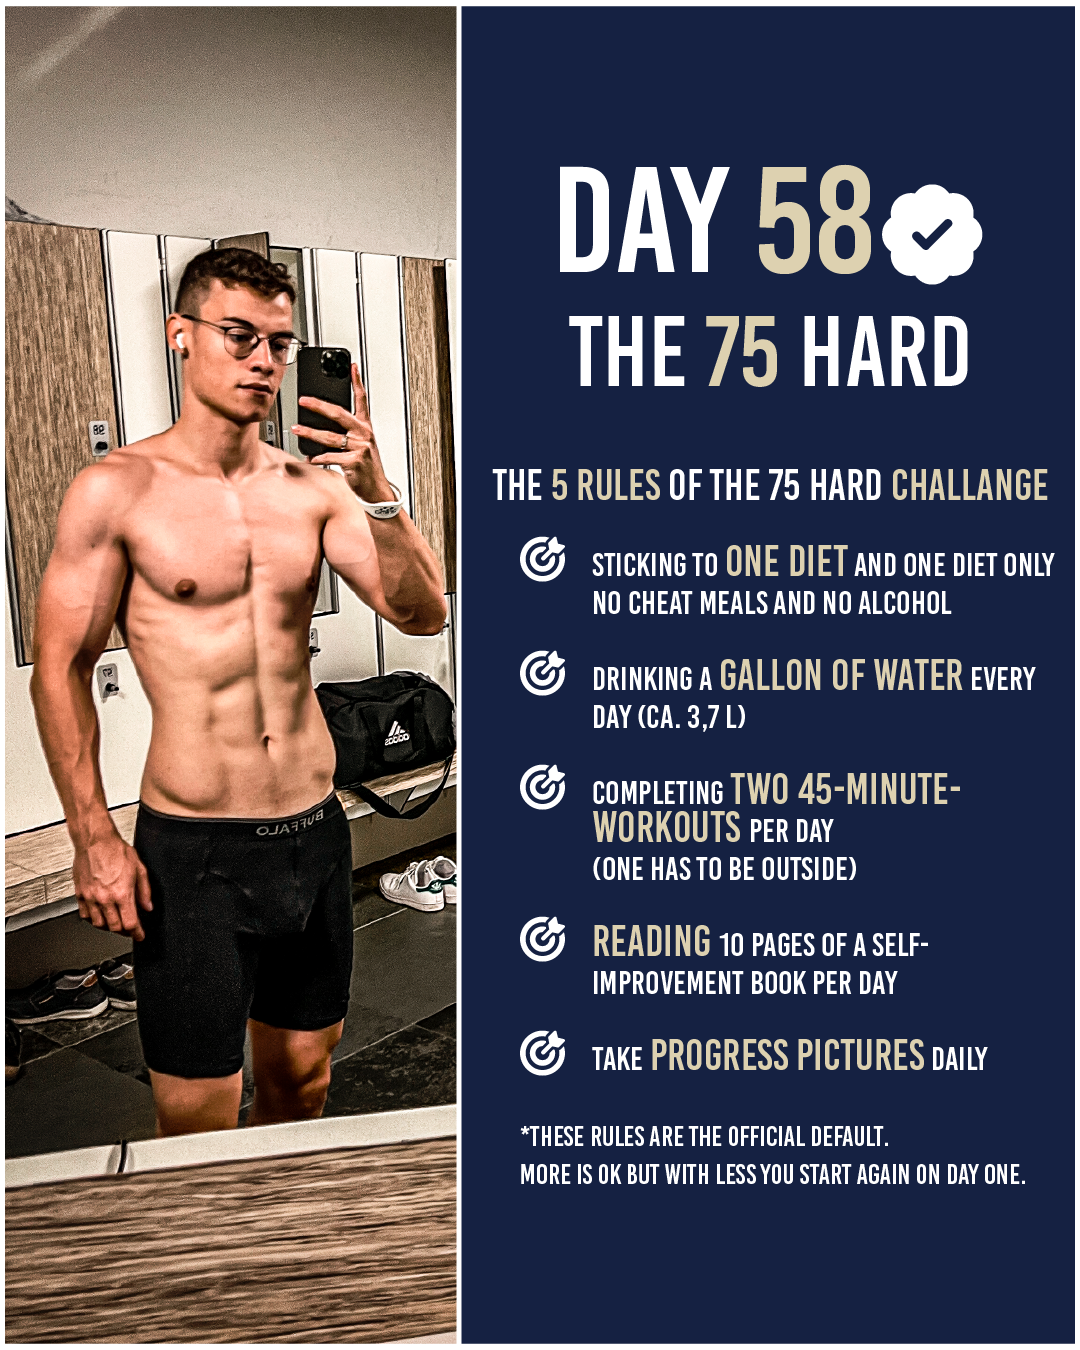 DAY 58
THE 75 HARD
THE 5 RULES OF THE 75 HARD CHALLANGE
STICKING TO ONE DIET AND ONE DIET ONLY
NO CHEAT MEALS AND NO ALCOHOL
DRINKING A GALLON OF WATER EVERY
DAY (CA. 3,7 L)
COMPLETING TWO 45-MINUTE-
WORKOUTS PER DAY
(ONE HAS TO BE OUTSIDE)
READING 10 PAGES OF A SELF-
IMPROVEMENT BOOK PER DAY
TAKE PROGRESS PICTURES DAILY
*THESE RULES ARE THE OFFICIAL DEFAULT.
MORE IS OK BUT WITH LESS YOU START AGAIN ON DAY ONE.
adidas
BUFFALO